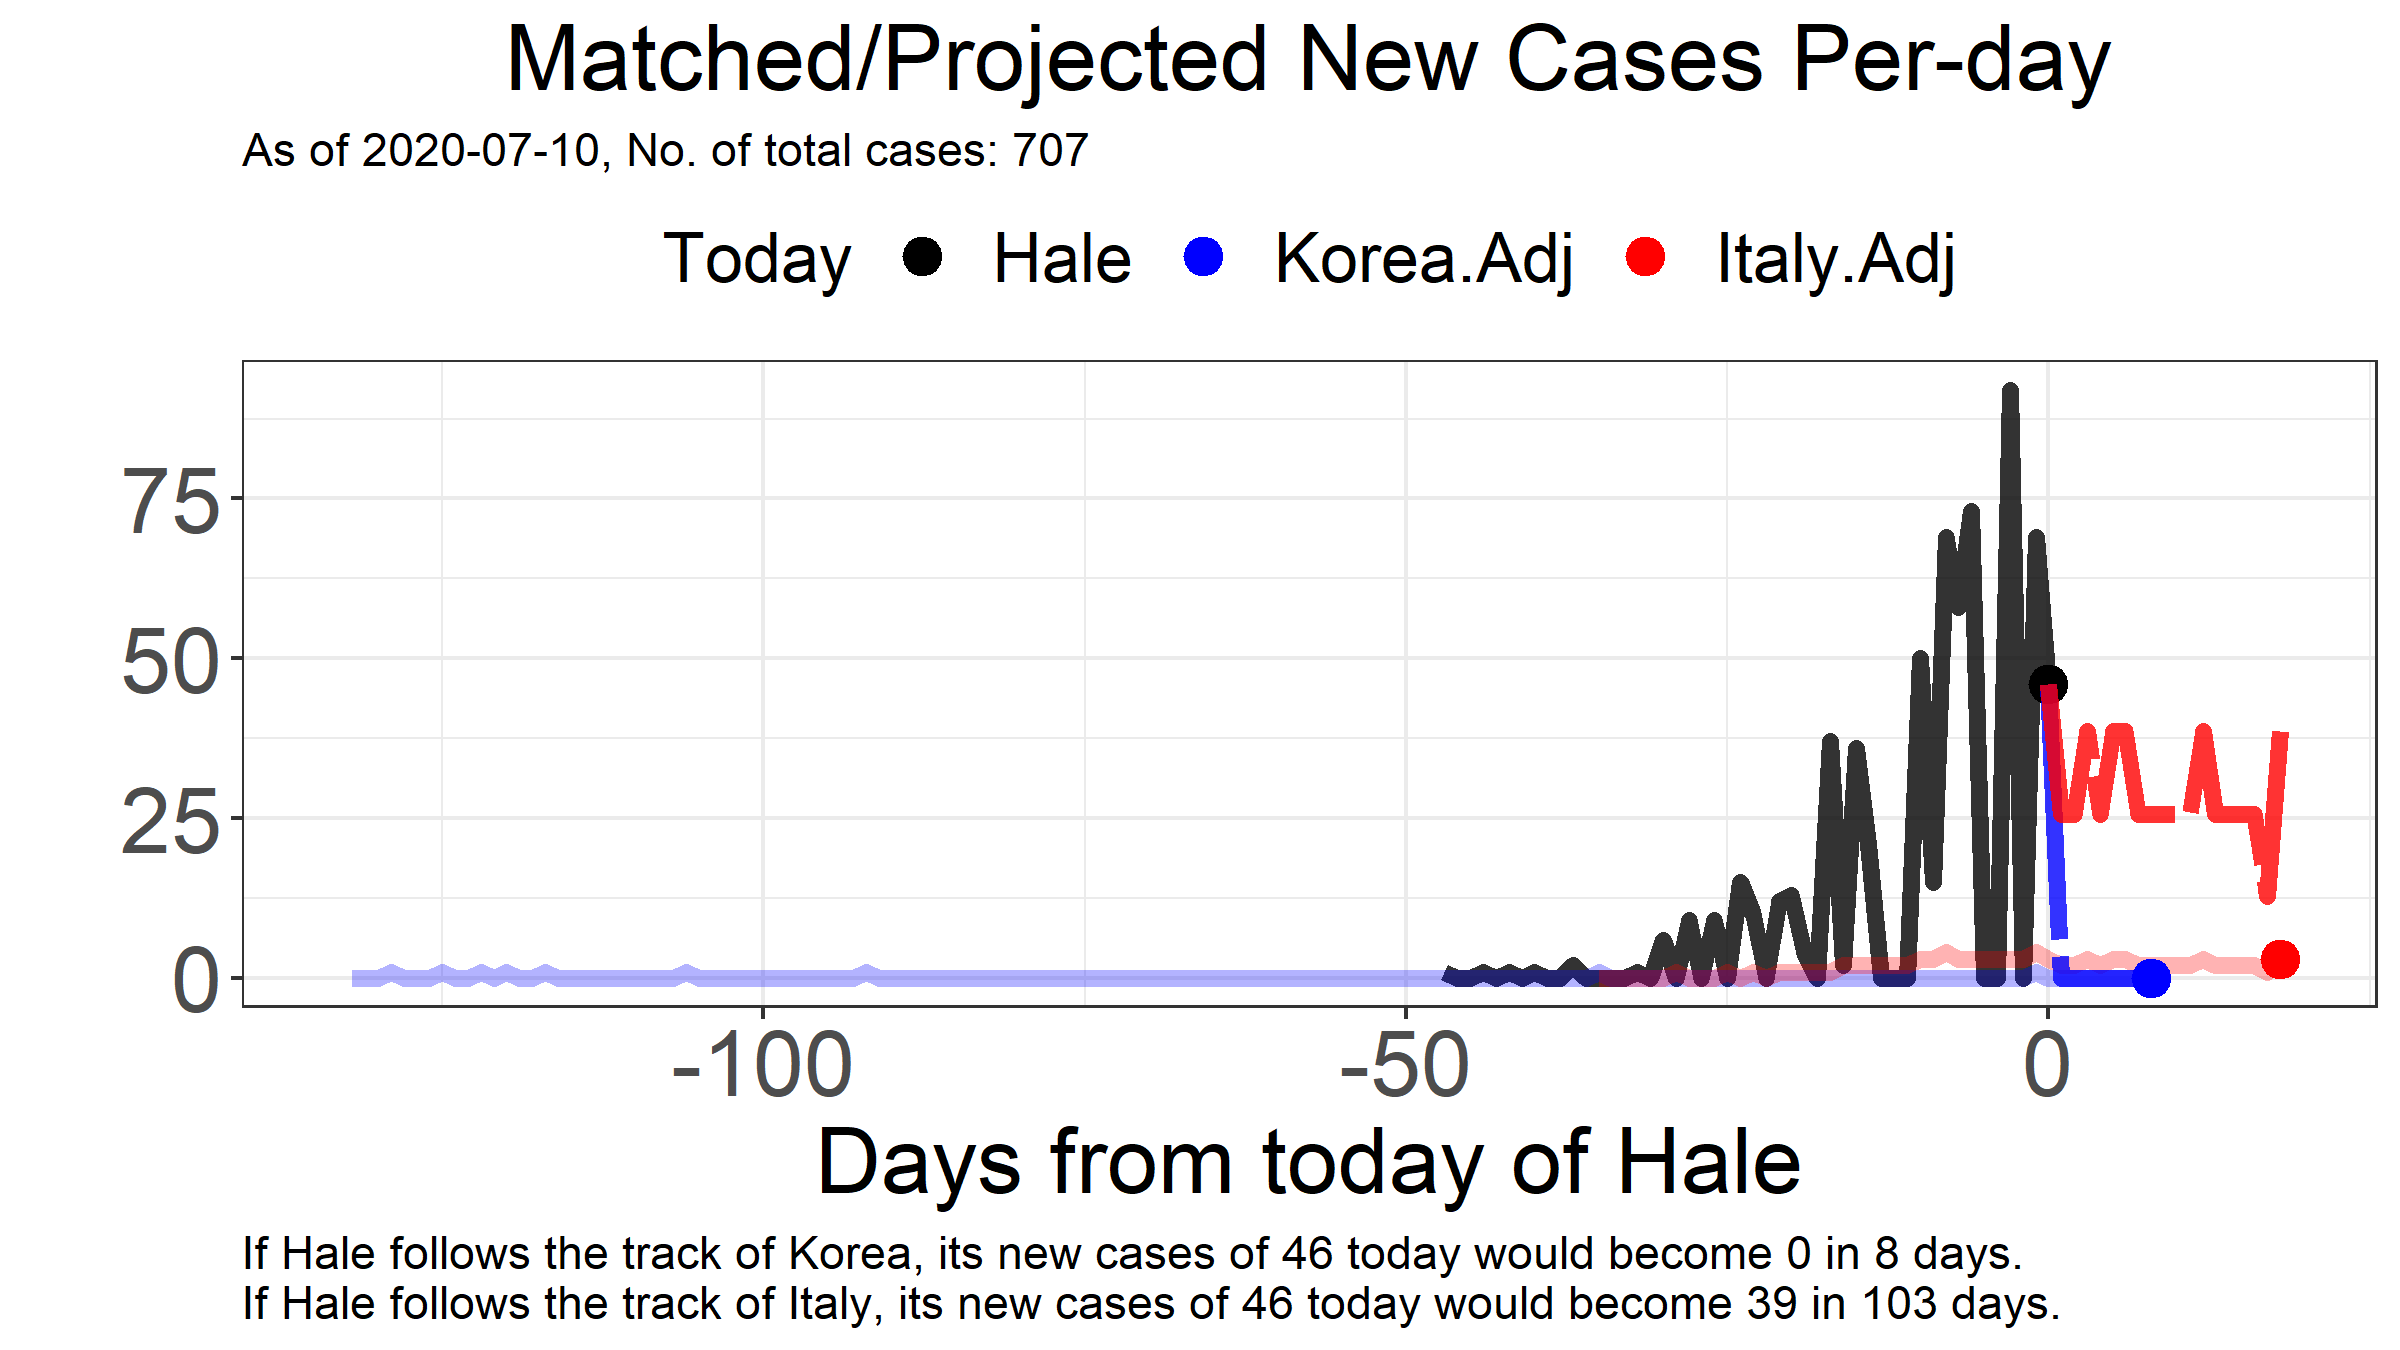 Matched/Projected New Cases Per-day
As of 2020-07-10, No. of total cases: 707
Today Hale Korea.Adj Italy.Adj
75
50
25
0
-100 -50 0
Days from today of Hale
If Hale follows the track of Korea, its new cases of 46 today would become 0 in 8 days.
If Hale follows the track of Italy, its new cases of 46 today would become 39 in 103 days.